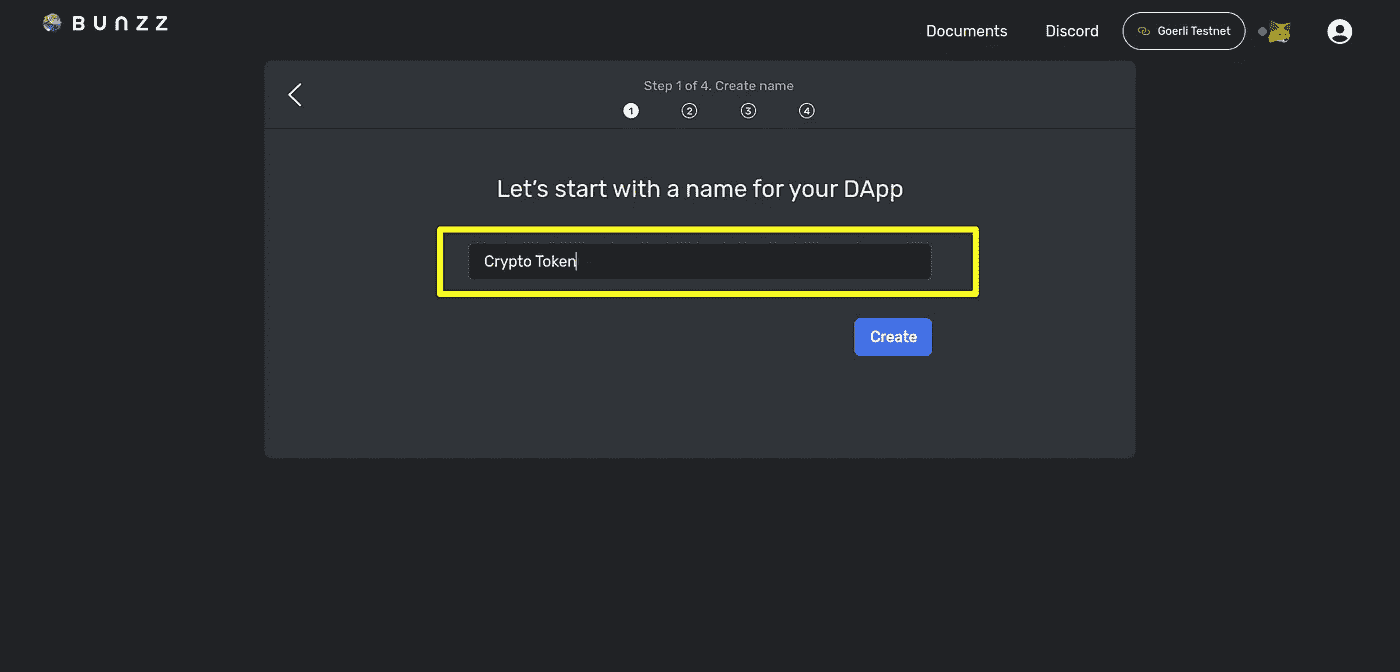 BUNZZ
Documents Discord Goerli Testnet
Step 1 of 4. Create name
1 2 3 4
Let’s start with a name for your DApp
Crypto Token
Create